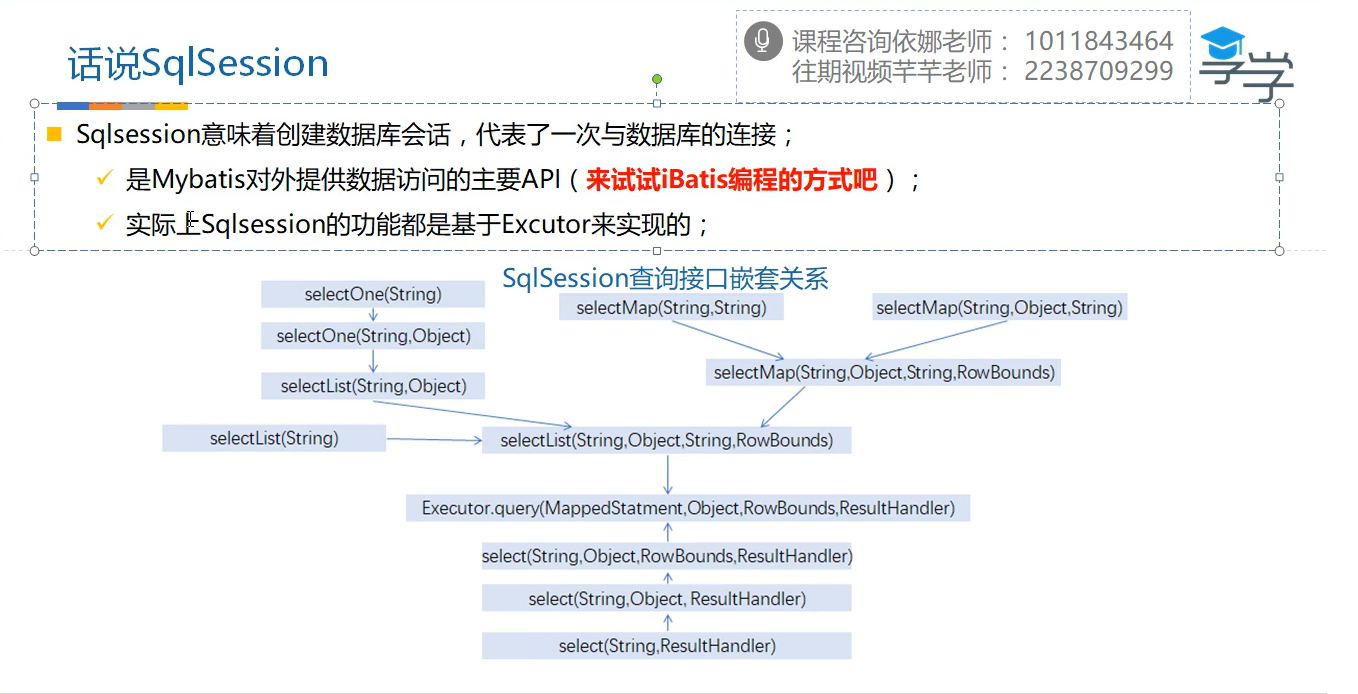 话说SqlSession
课程咨询依娜老师： 1011843464
往期视频芊芊老师： 2238709299
享学
Sqlsession意味着创建数据库会话，代表了一次与数据库的连接；
是Mybatis对外提供数据访问的主要API（来试试iBatis编程的方式吧）；
实际上Sqlsession的功能都是基于Excutor来实现的；
SqlSession查询接口嵌套关系
selectOne(String)
selectMap(String,String)
selectMap(String,Object,String)
selectOne(String,Object)
selectMap(String,Object,String,RowBounds)
selectList(String,Object)
selectList(String)
selectList(String,Object,String,RowBounds)
Executor.query(MappedStatment,Object,RowBounds,ResultHandler)
select(String,Object,RowBounds,ResultHandler)
select(String,Object, ResultHandler)
select(String,ResultHandler)